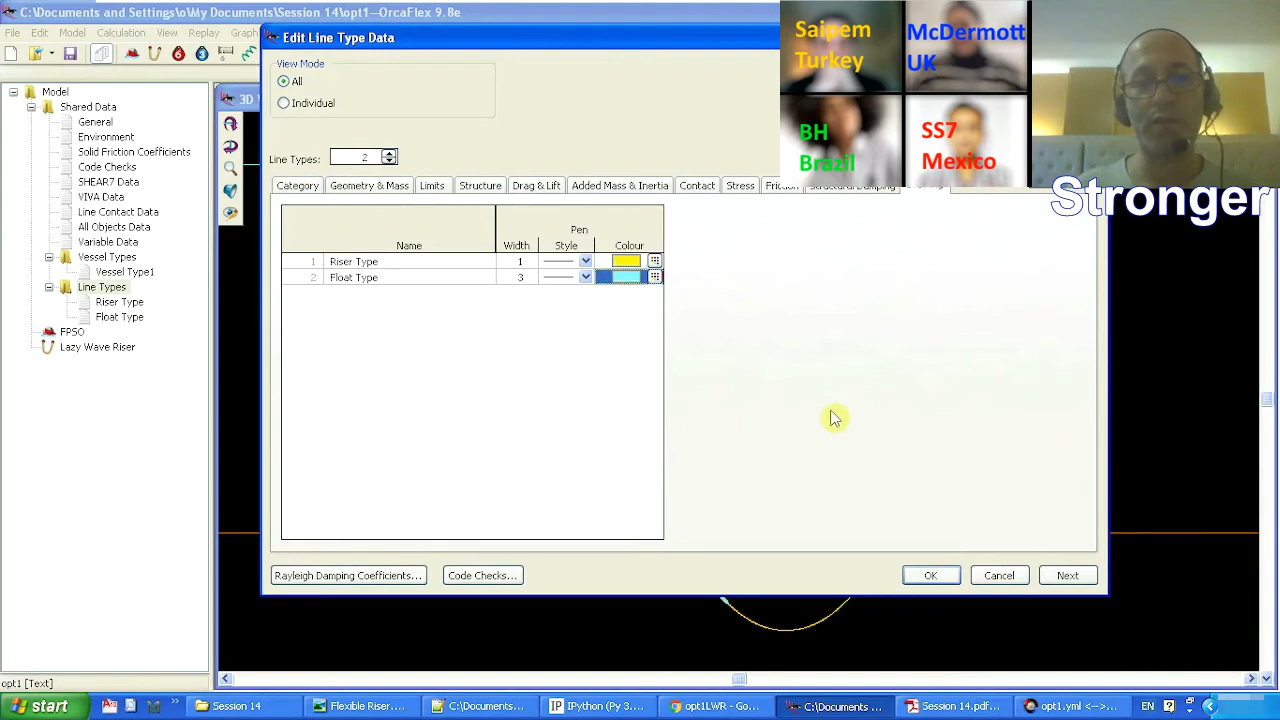 C:\Documents and Settings\o\My Documents\Session 14\opt1—OrcaFlex 9.8e
File Edit Model Calculation View Replay Graph
Edit Line Type Data
View Mode
All
Individual
Line Types: 2
Category Geometry & Mass Limits Structure Drag & Lift Added Mass & Inertia Contact Stress Friction Structural Damping
Pen
Name Width Style Colour
1 Riser Type 1
2 Float Type 3
Rayleigh Damping Coefficients... Code Checks... OK Cancel Next
Model
Shared Data
General
Environment
Solid Friction Coefficients
Code Checks
SHEAR7 Data
VIVA Data
Line Contact Data
All Objects Data
Variable Data
Vessel Types
Vessel Type1
Line Types
Riser Type
Float Type
FPSO
Lazy Wave Riser
3D
Saipem
Turkey
McDermott
UK
BH
Brazil
SS7
Mexico
Stronger
opt1 [Text]
start Session 14 Flexible Riser... C:\Documents... IPython (Py 3.... opt1LWR - Go... C:\Documents ... Session 14.pdf... opt1.yml <-->... EN